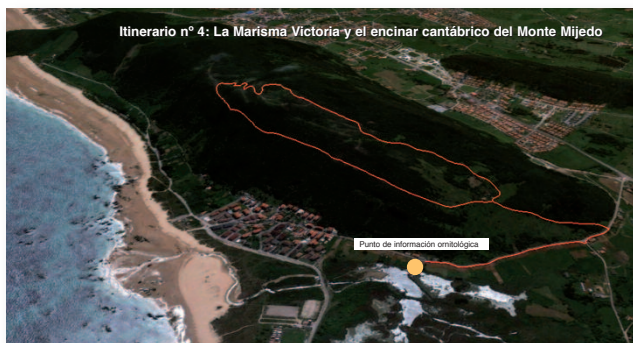 Itinerario nº 4: La Marisma Victoria y el encinar cantábrico del Monte Mijedo
Punto de información ornitológica